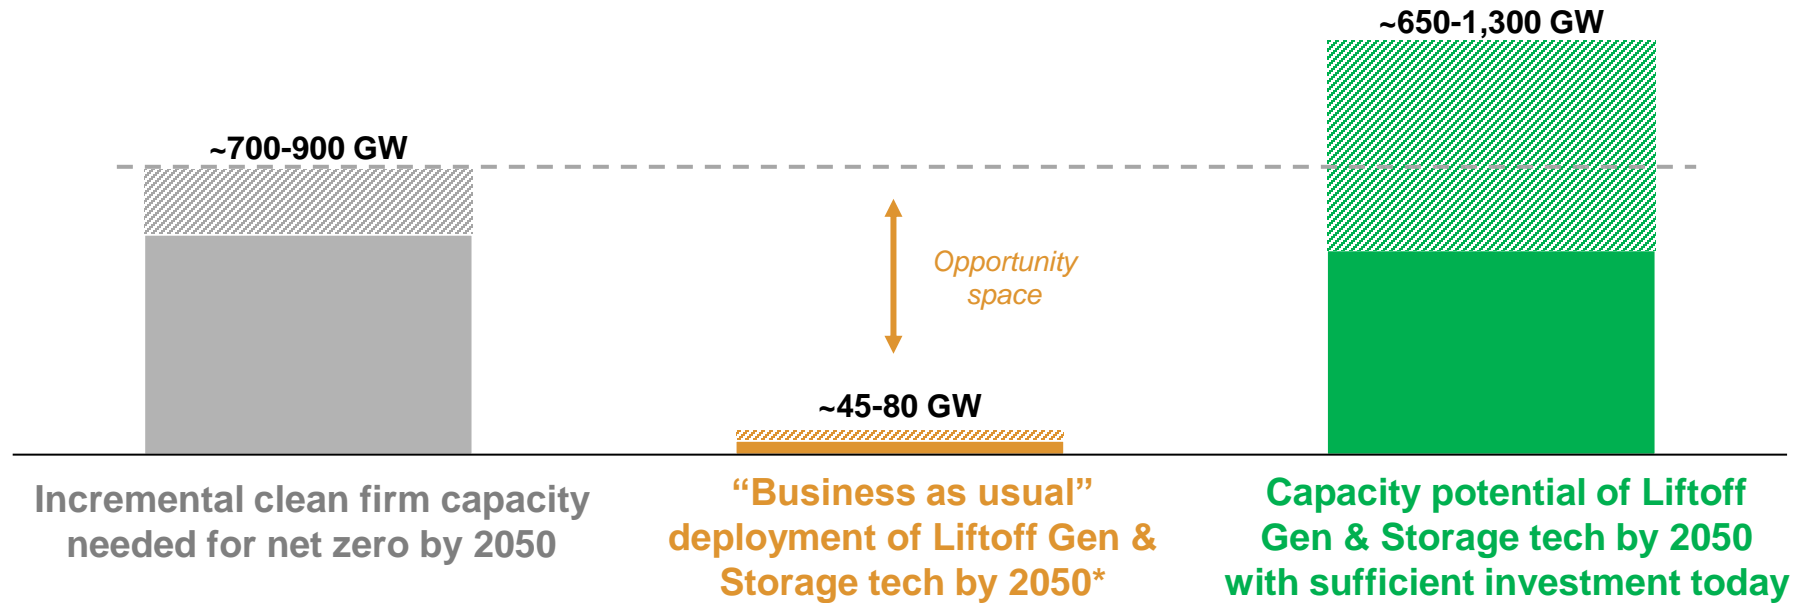 ~650-1,300 GW
~700-900 GW
Opportunity
space
~45-80 GW
Incremental clean firm capacity
needed for net zero by 2050
“Business as usual”
deployment of Liftoff Gen &
Storage tech by 2050*
Capacity potential of Liftoff
Gen & Storage tech by 2050
with sufficient investment today